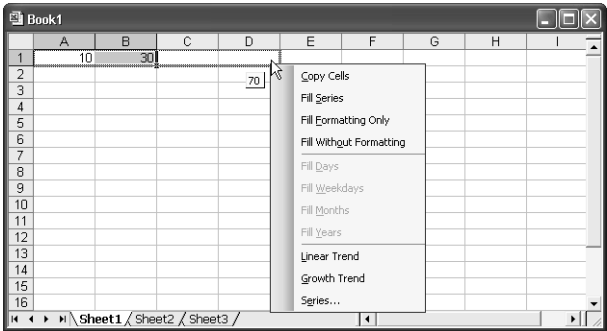 Book1
A B C D E F G H I
1 10 30
2
70
3
4
5
6
7
8
9
10
11
12
13
14
15
16
Copy Cells
Fill Series
Fill Formatting Only
Fill Without Formatting
Fill Days
Fill Weekdays
Fill Months
Fill Years
Linear Trend
Growth Trend
Series...
Sheet1 Sheet2 Sheet3